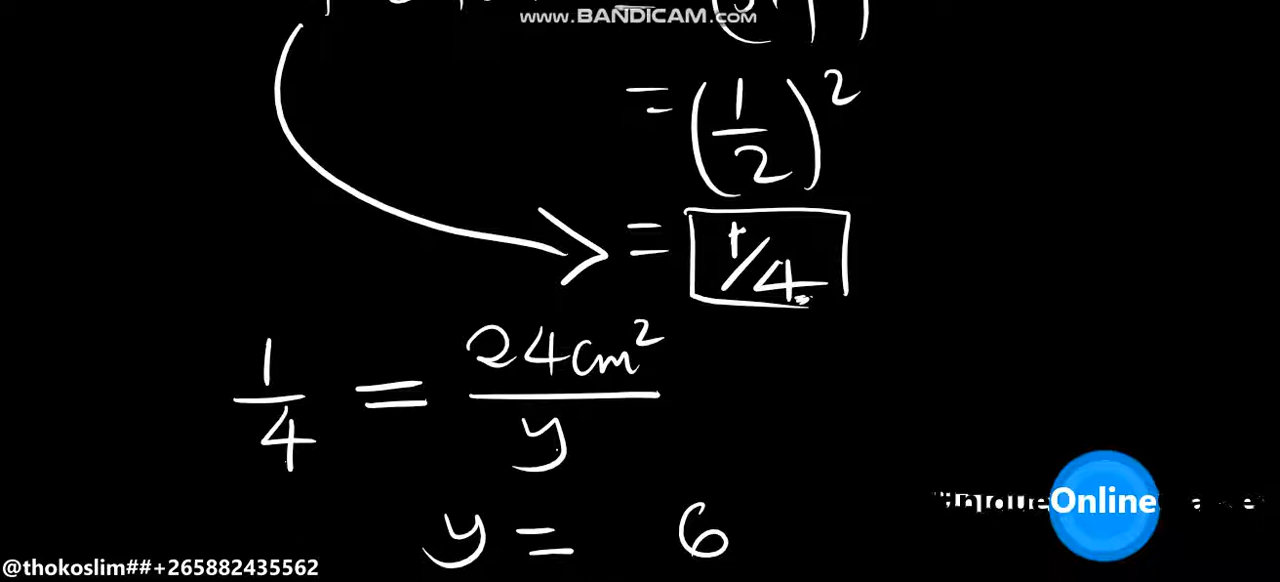 www.BANDICAM.com
= (1/2)²
= 1/4
1/4 = 24cm²/y
Online
y = 6
@thokoslim##+265882435562